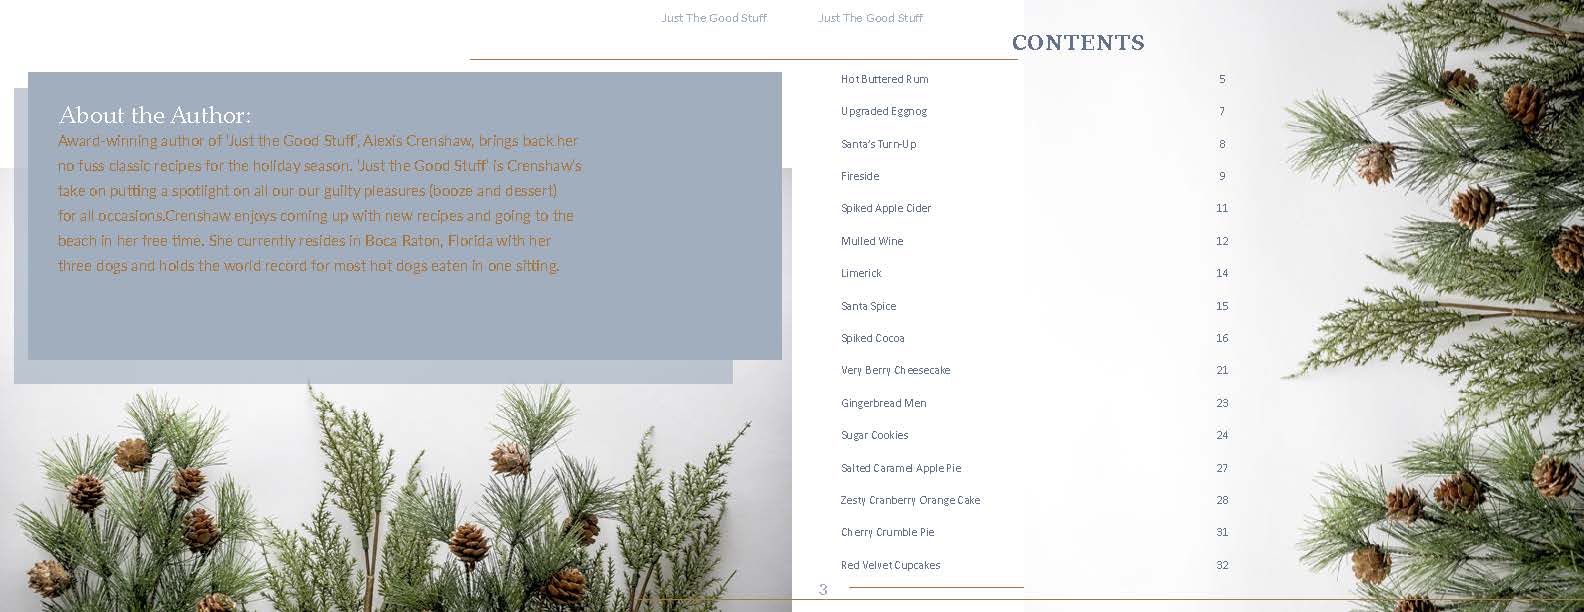 Just The Good Stuff
About the Author:
Award-winning author of 'Just the Good Stuff', Alexis Crenshaw, brings back her
no fuss classic recipes for the holiday season. 'Just the Good Stuff' is Crenshaw's
take on putting a spotlight on all our our guilty pleasures (booze and dessert)
for all occasions.Crenshaw enjoys coming up with new recipes and going to the
beach in her free time. She currently resides in Boca Raton, Florida with her
three dogs and holds the world record for most hot dogs eaten in one sitting.
Just The Good Stuff
CONTENTS
Hot Buttered Rum 5
Upgraded Eggnog 7
Santa's Turn-Up 8
Fireside 9
Spiked Apple Cider 11
Mulled Wine 12
Limerick 14
Santa Spice 15
Spiked Cocoa 16
Very Berry Cheesecake 21
Gingerbread Men 23
Sugar Cookies 24
Salted Caramel Apple Pie 27
Zesty Cranberry Orange Cake 28
Cherry Crumble Pie 31
Red Velvet Cupcakes 32
3